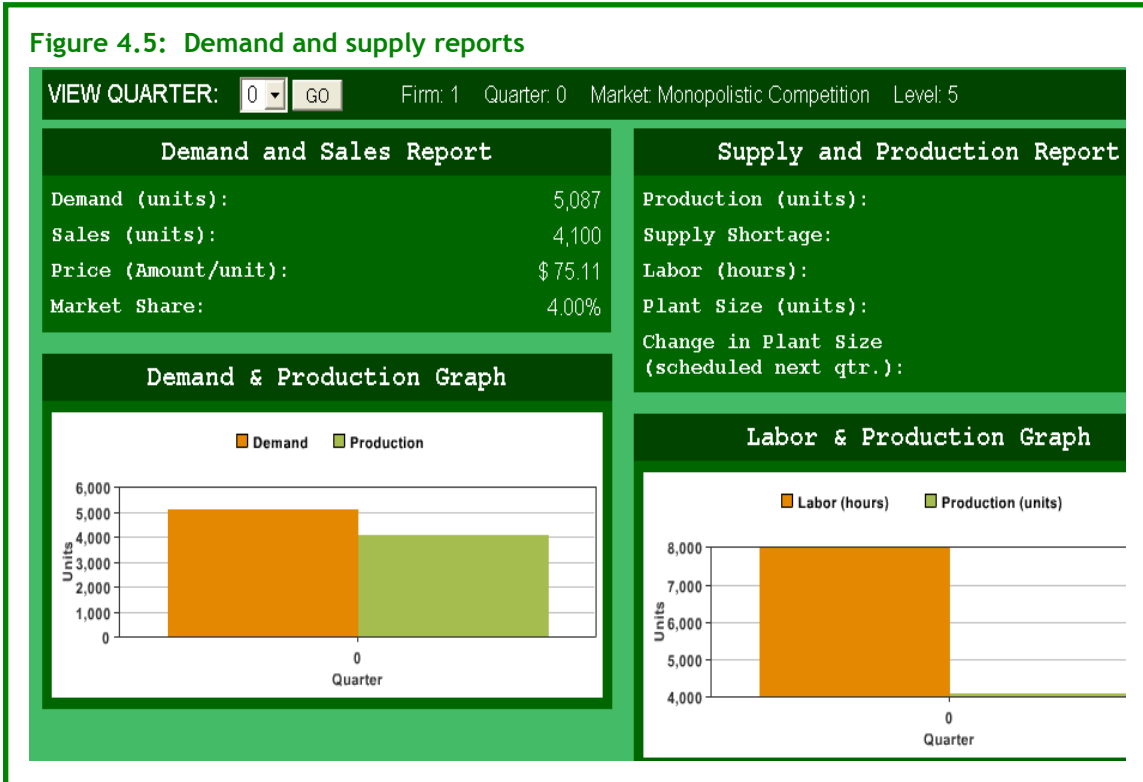 Figure 4.5: Demand and supply reports
VIEW QUARTER: 0 GO Firm: 1 Quarter: 0 Market: Monopolistic Competition Level: 5
Demand and Sales Report
Demand (units): 5,087
Sales (units): 4,100
Price (Amount/unit): $ 75.11
Market Share: 4.00%
Demand & Production Graph
Demand Production
6,000
5,000
4,000
3,000
2,000
1,000
0
Units
0
Quarter
Supply and Production Report
Production (units):
Supply Shortage:
Labor (hours):
Plant Size (units):
Change in Plant Size
(scheduled next qtr.):
Labor & Production Graph
Labor (hours) Production (units)
8,000
7,000
6,000
5,000
4,000
Units
0
Quarter